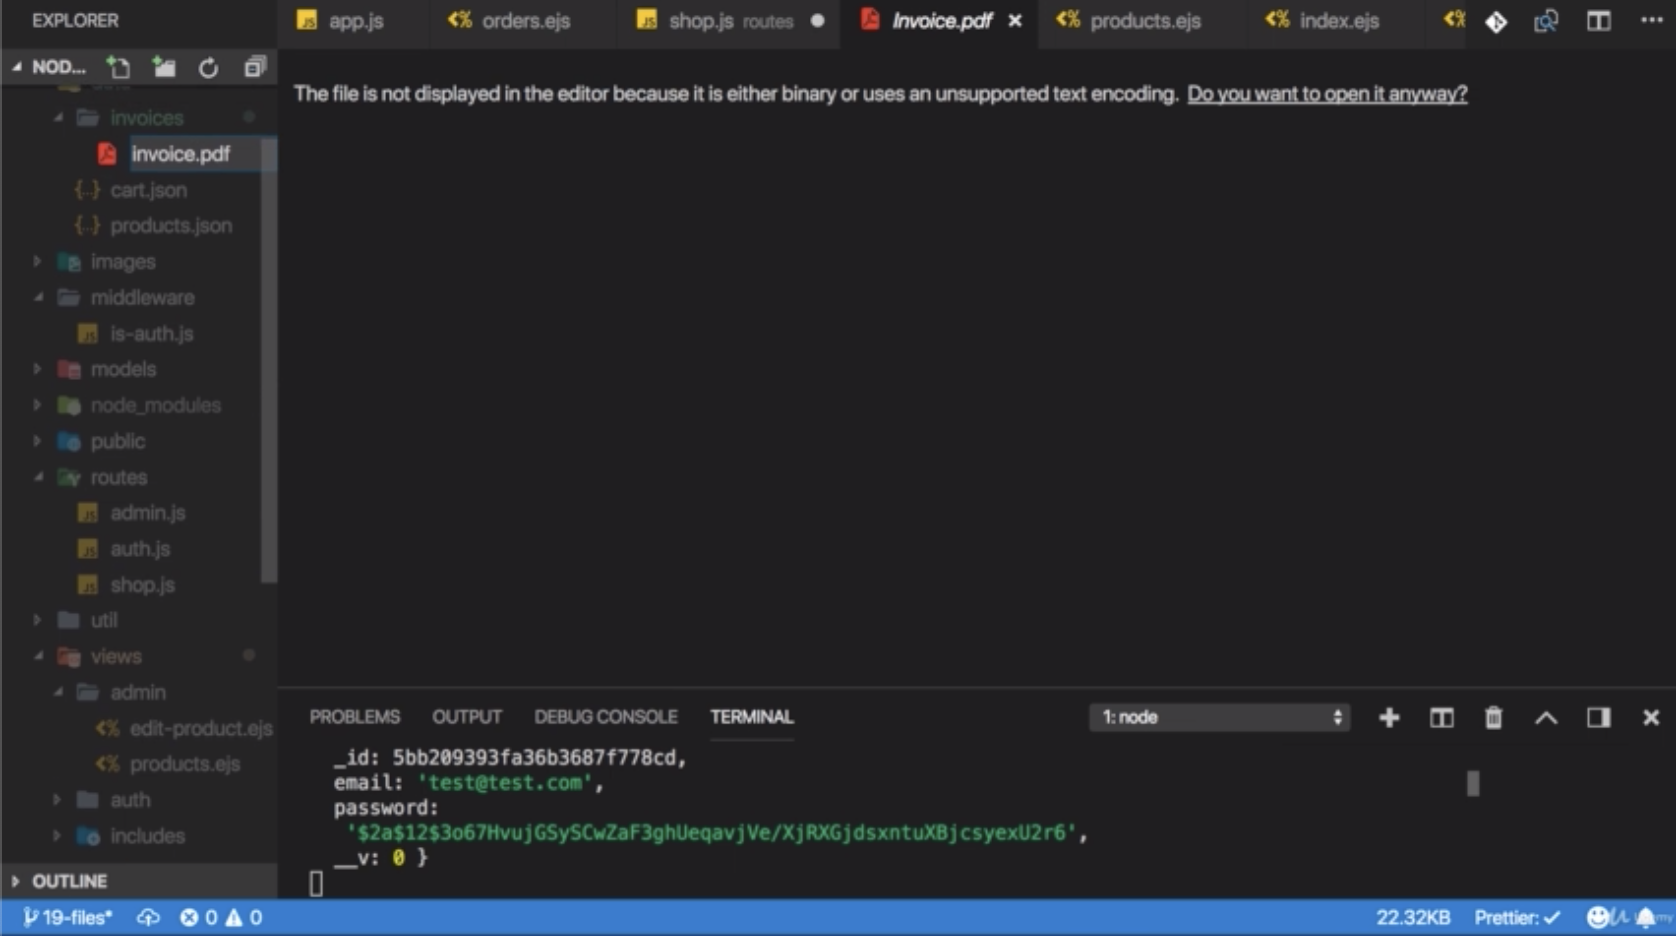 EXPLORER
app.js
orders.ejs
shop.js routes
Invoice.pdf
products.ejs
index.ejs
NOD...
The file is not displayed in the editor because it is either binary or uses an unsupported text encoding. Do you want to open it anyway?
invoices
invoice.pdf
cart.json
products.json
images
middleware
is-auth.js
models
node_modules
public
routes
admin.js
auth.js
shop.js
util
views
admin
edit-product.ejs
products.ejs
auth
includes
OUTLINE
PROBLEMS OUTPUT DEBUG CONSOLE TERMINAL 1: node
_id: 5bb209393fa36b3687f778cd,
email: 'test@test.com',
password:
'$2a$12$3o67HvujGSySCwZaF3ghUeqavjVe/XjRXGjdsxntuXBjcsyexU2r6',
__v: 0 }
19-files* 0 0 22.32KB Prettier: ✓